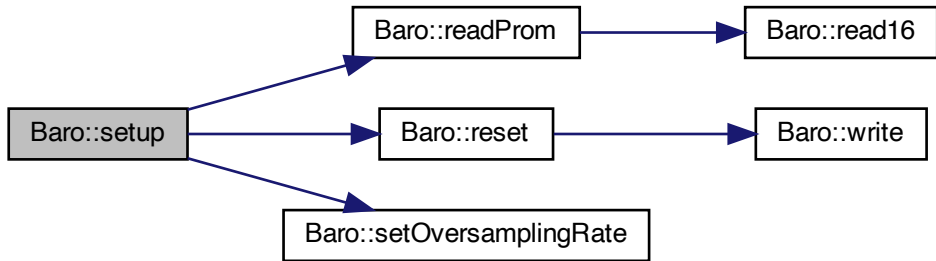 Baro::readProm
Baro::read16
Baro::setup
Baro::reset
Baro::write
Baro::setOversamplingRate